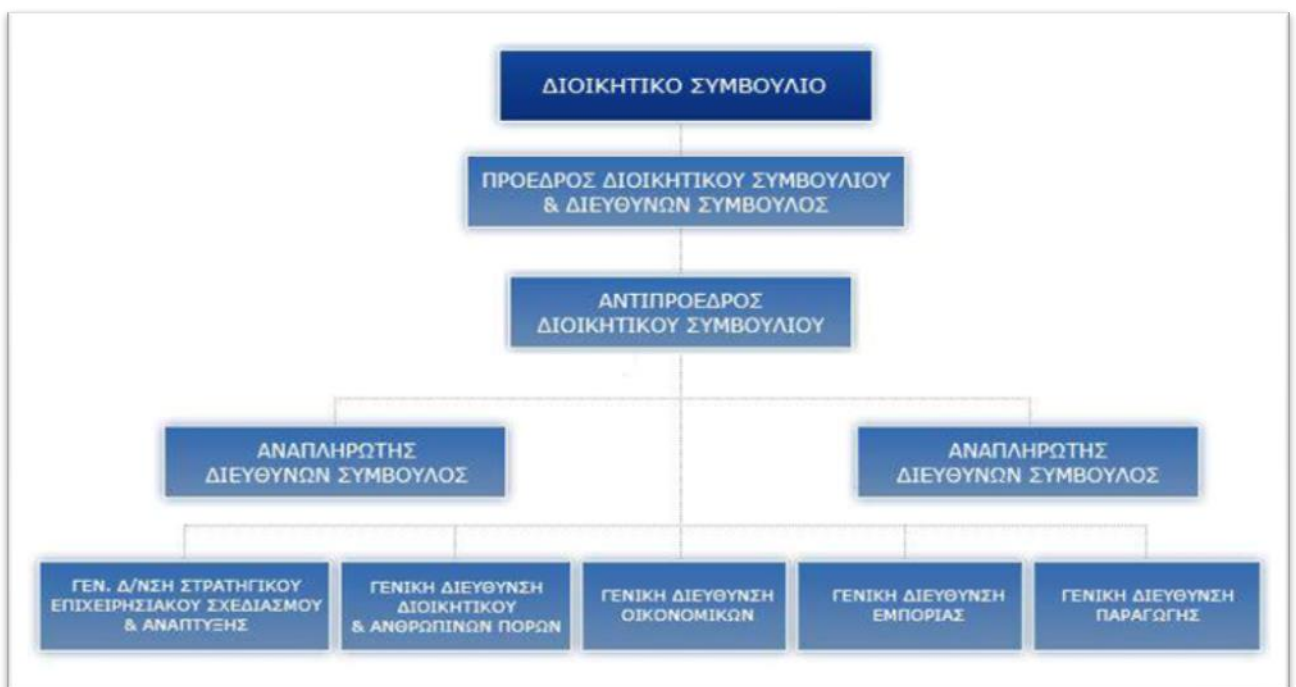 ΔΙΟΙΚΗΤΙΚΟ ΣΥΜΒΟΥΛΙΟ
ΠΡΟΕΔΡΟΣ ΔΙΟΙΚΗΤΙΚΟΥ ΣΥΜΒΟΥΛΙΟΥ
& ΔΙΕΥΘΥΝΩΝ ΣΥΜΒΟΥΛΟΣ
ΑΝΤΙΠΡΟΕΔΡΟΣ
ΔΙΟΙΚΗΤΙΚΟΥ ΣΥΜΒΟΥΛΙΟΥ
ΑΝΑΠΛΗΡΩΤΗΣ
ΔΙΕΥΘΥΝΩΝ ΣΥΜΒΟΥΛΟΣ
ΑΝΑΠΛΗΡΩΤΗΣ
ΔΙΕΥΘΥΝΩΝ ΣΥΜΒΟΥΛΟΣ
ΓΕΝ. Δ/ΝΣΗ ΣΤΡΑΤΗΓΙΚΟΥ
ΕΠΙΧΕΙΡΗΣΙΑΚΟΥ ΣΧΕΔΙΑΣΜΟΥ
& ΑΝΑΠΤΥΞΗΣ
ΓΕΝΙΚΗ ΔΙΕΥΘΥΝΣΗ
ΔΙΟΙΚΗΤΙΚΟΥ
& ΑΝΘΡΩΠΙΝΩΝ ΠΟΡΩΝ
ΓΕΝΙΚΗ ΔΙΕΥΘΥΝΣΗ
ΟΙΚΟΝΟΜΙΚΩΝ
ΓΕΝΙΚΗ ΔΙΕΥΘΥΝΣΗ
ΕΜΠΟΡΙΑΣ
ΓΕΝΙΚΗ ΔΙΕΥΘΥΝΣΗ
ΠΑΡΑΓΩΓΗΣ